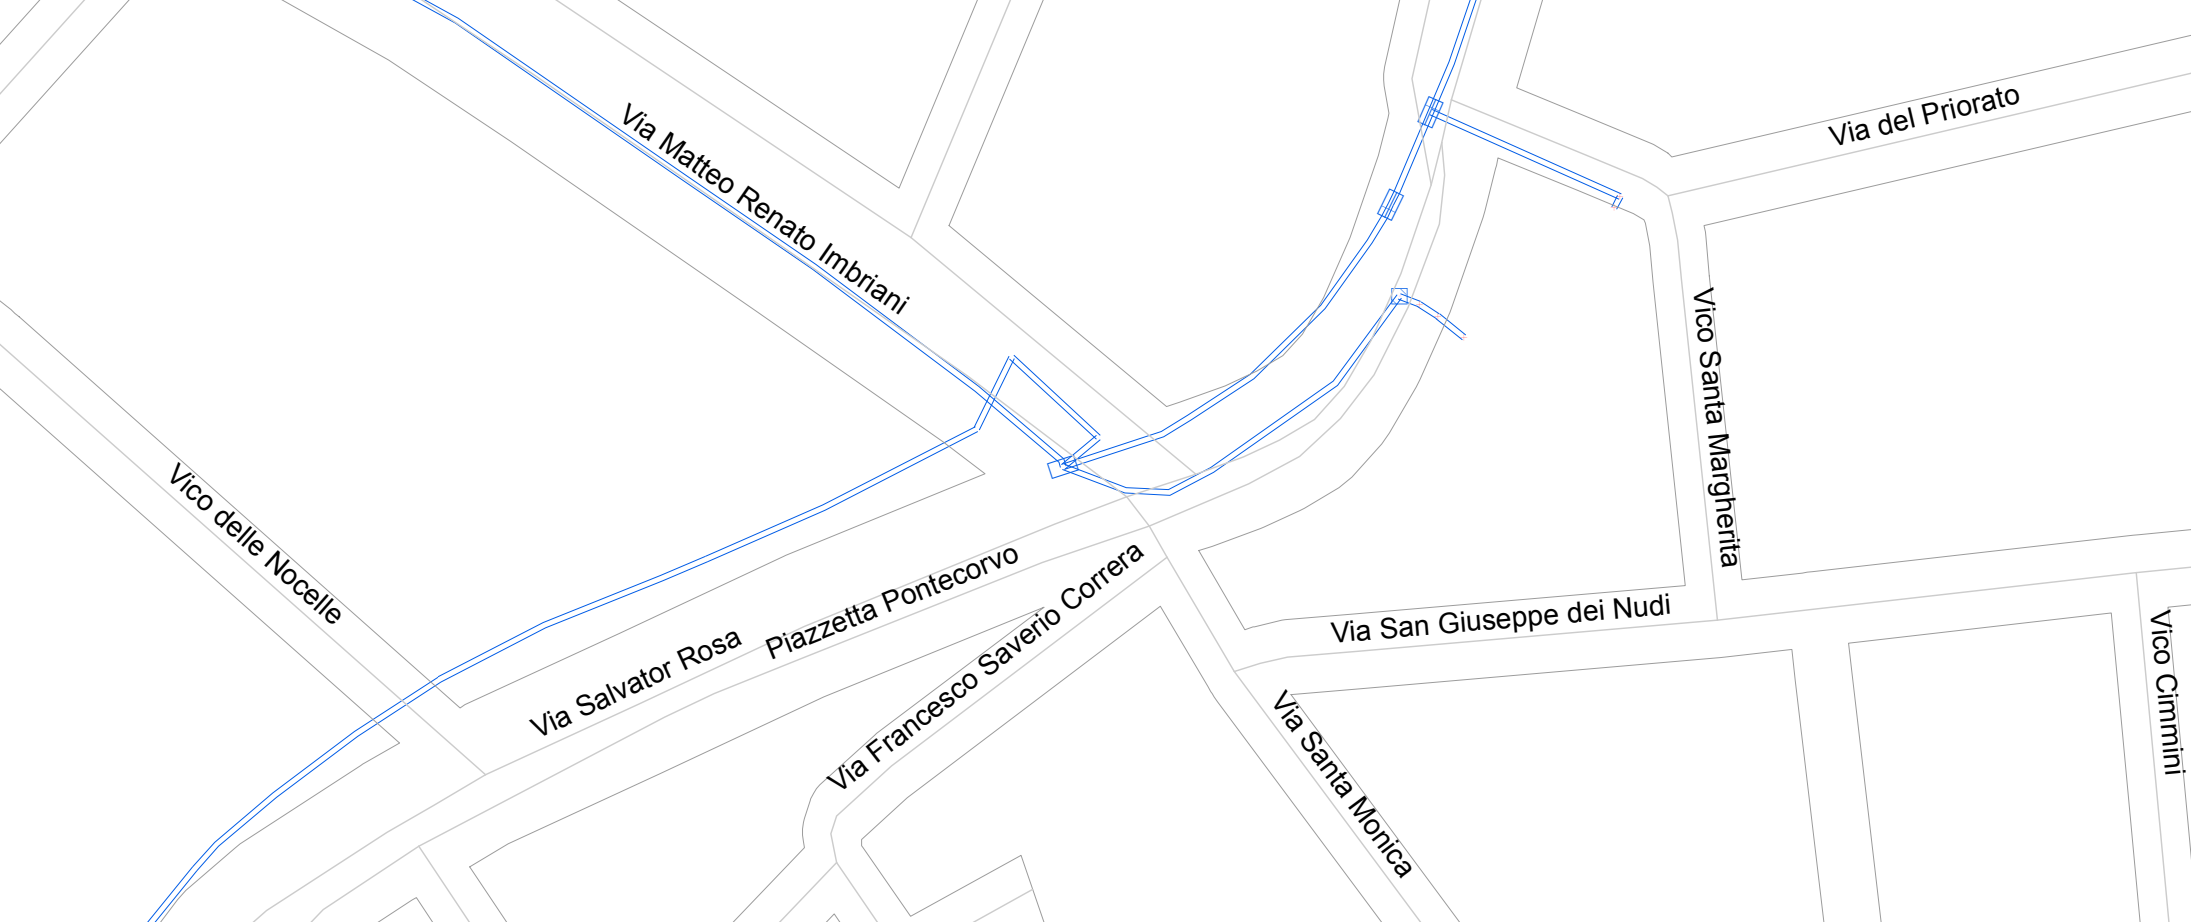 Via Matteo Renato Imbriani
Via del Priorato
Vico Santa Margherita
Vico delle Nocelle
Via Salvator Rosa
Piazzetta Pontecorvo
Via Francesco Saverio Correra
Via San Giuseppe dei Nudi
Via Santa Monica
Vico Cimmini